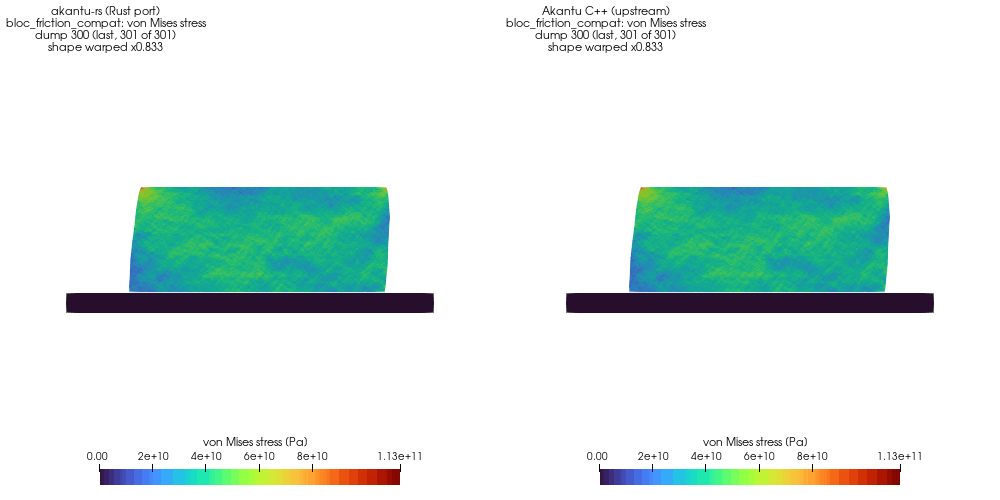 akantu-rs (Rust port)
bloc_friction_compat: von Mises stress
dump 300 (last, 301 of 301)
shape warped x0.833
Akantu C++ (upstream)
bloc_friction_compat: von Mises stress
dump 300 (last, 301 of 301)
shape warped x0.833
von Mises stress (Pa)
0.00 2e+10 4e+10 6e+10 8e+10 1.13e+11
von Mises stress (Pa)
0.00 2e+10 4e+10 6e+10 8e+10 1.13e+11